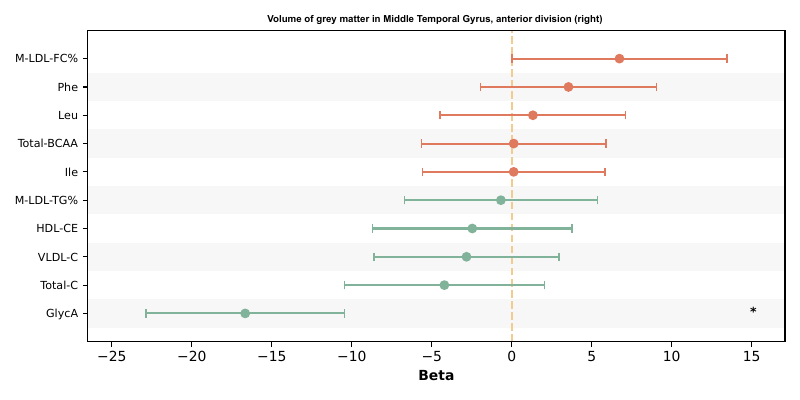 Volume of grey matter in Middle Temporal Gyrus, anterior division (right)
M-LDL-FC%
Phe
Leu
Total-BCAA
Ile
M-LDL-TG%
HDL-CE
VLDL-C
Total-C
GlycA
*
−25 −20 −15 −10 −5 0 5 10 15
Beta